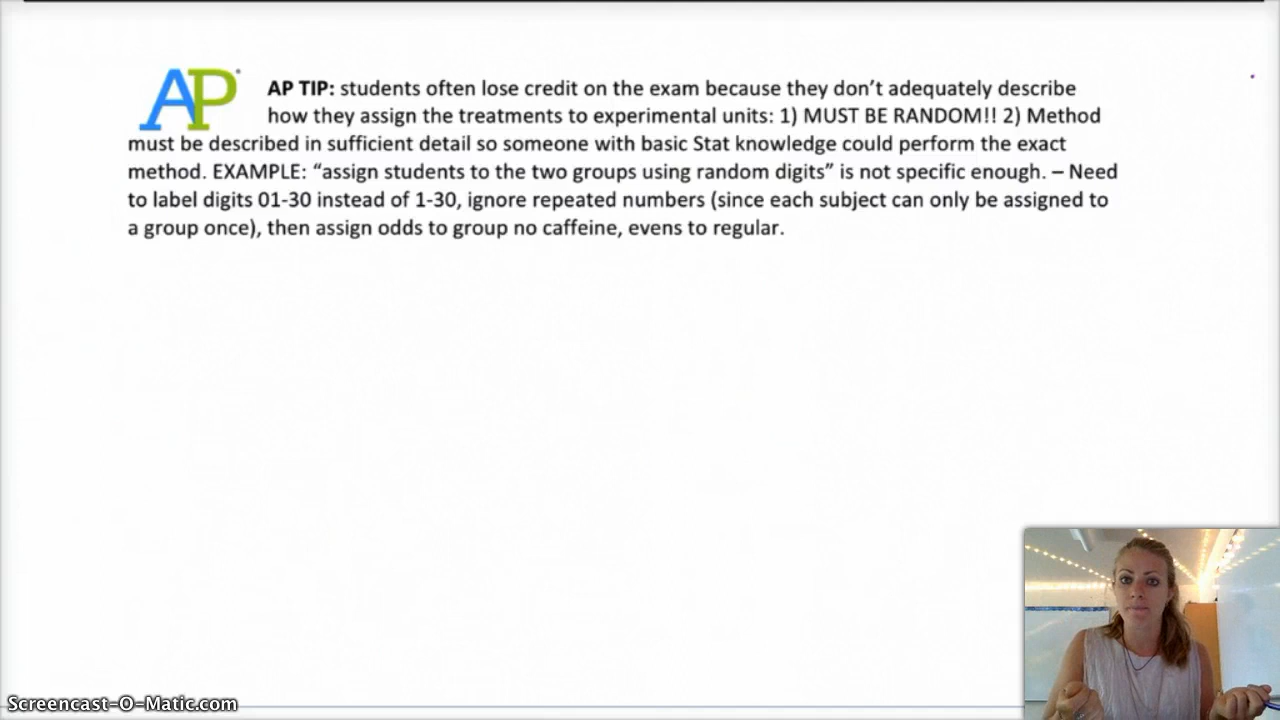 AP
AP TIP: students often lose credit on the exam because they don’t adequately describe
how they assign the treatments to experimental units: 1) MUST BE RANDOM!! 2) Method
must be described in sufficient detail so someone with basic Stat knowledge could perform the exact
method. EXAMPLE: “assign students to the two groups using random digits” is not specific enough. – Need
to label digits 01-30 instead of 1-30, ignore repeated numbers (since each subject can only be assigned to
a group once), then assign odds to group no caffeine, evens to regular.
Screencast-O-Matic.com